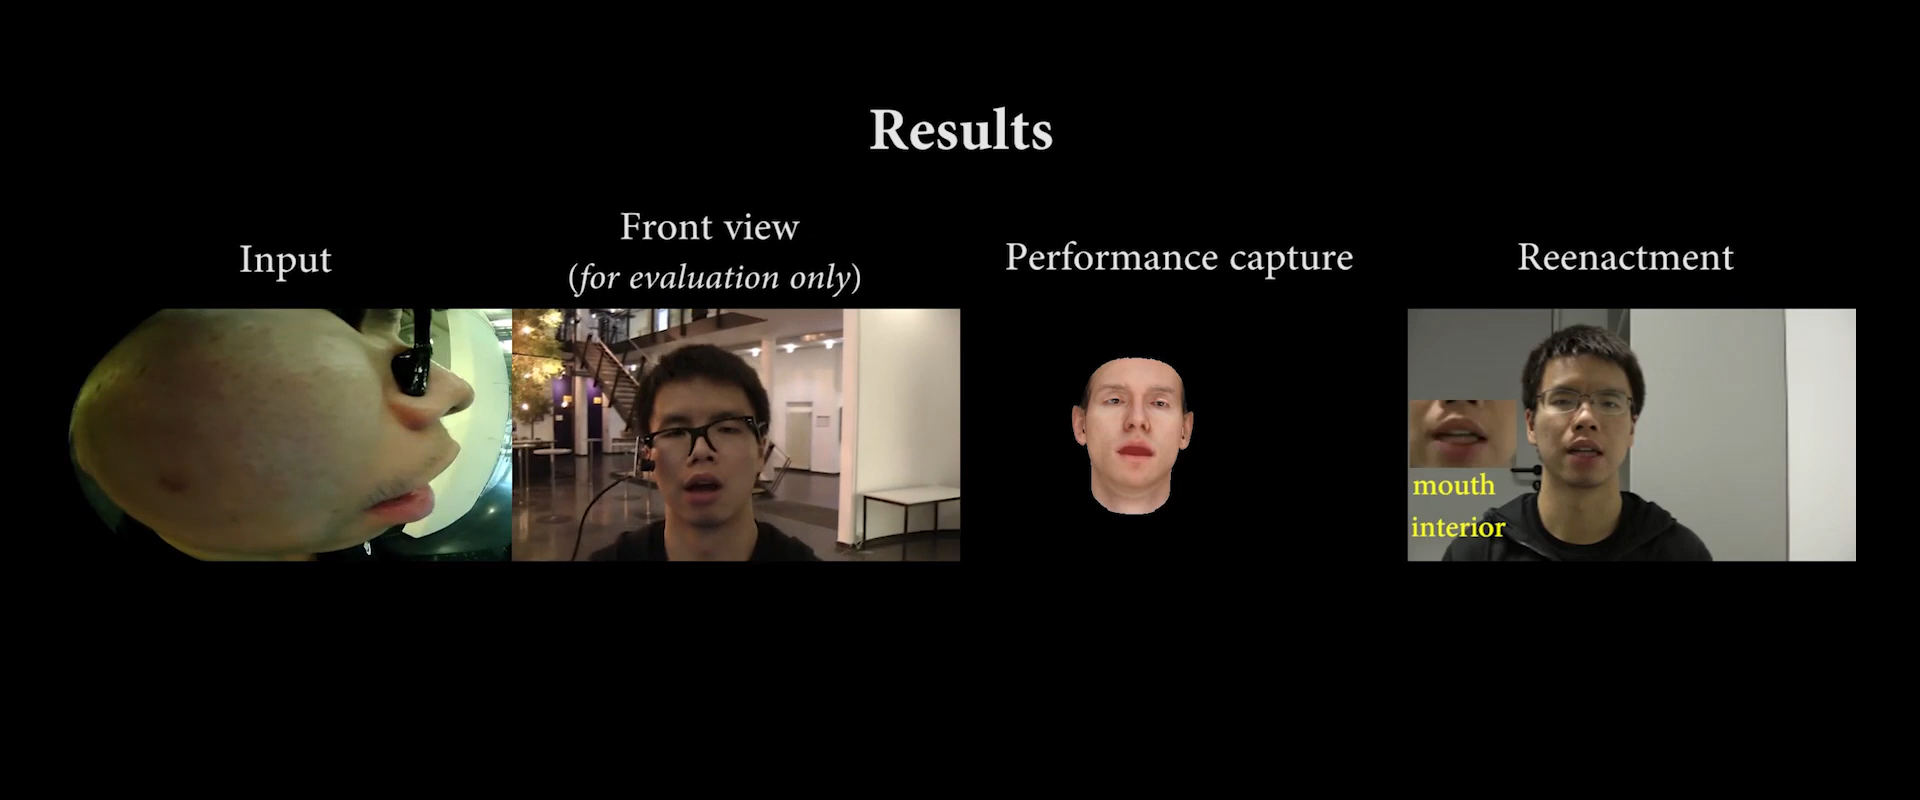 Results
Input
Front view
(for evaluation only)
Performance capture
Reenactment
mouth
interior